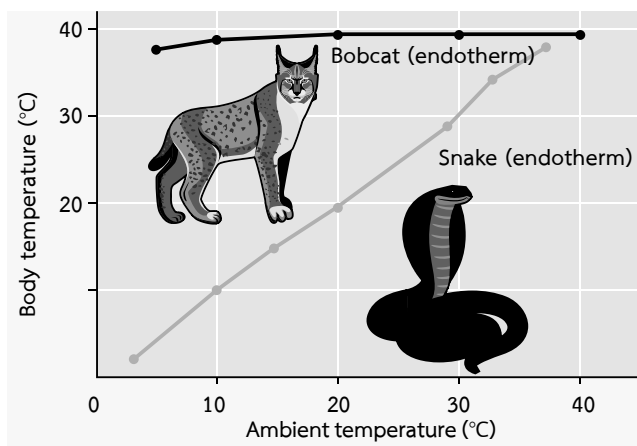 40
Bobcat (endotherm)
30
Snake (endotherm)
20
Body temperature (°C)
0 10 20 30 40
Ambient temperature (°C)